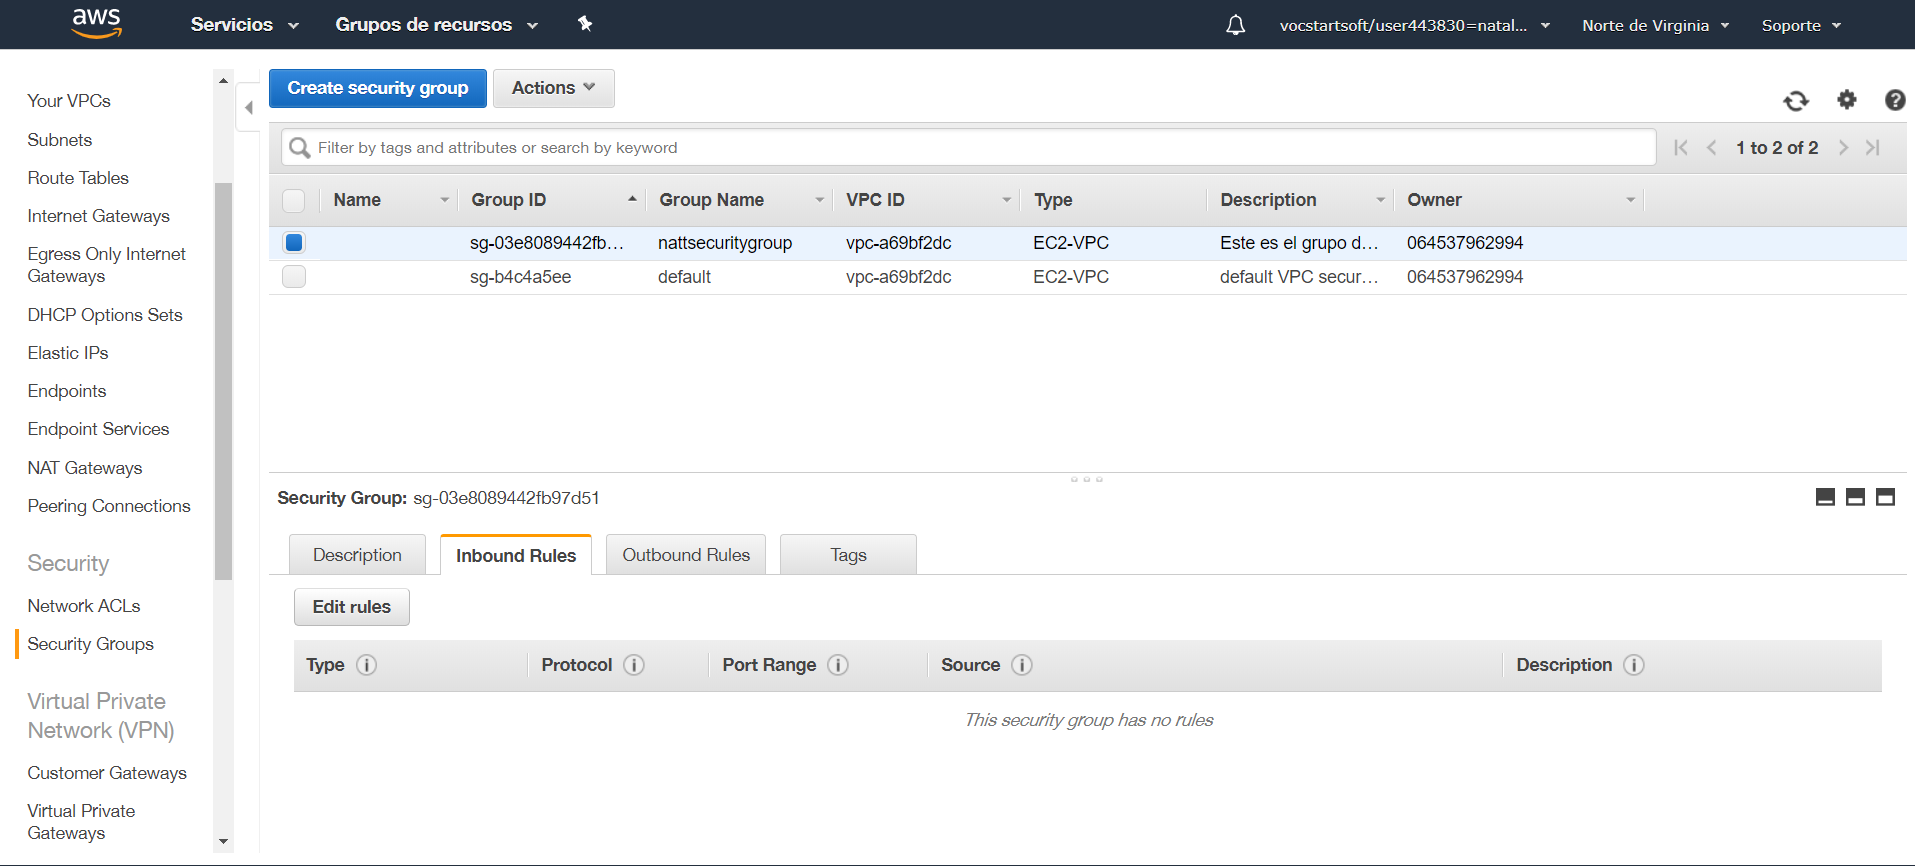 aws
Servicios
Grupos de recursos
vocstartsoft/user443830=natal...
Norte de Virginia
Soporte
Your VPCs
Subnets
Route Tables
Internet Gateways
Egress Only Internet
Gateways
DHCP Options Sets
Elastic IPs
Endpoints
Endpoint Services
NAT Gateways
Peering Connections
Security
Network ACLs
Security Groups
Virtual Private
Network (VPN)
Customer Gateways
Virtual Private
Gateways
Create security group
Actions
Filter by tags and attributes or search by keyword
1 to 2 of 2
Name Group ID Group Name VPC ID Type Description Owner
sg-03e8089442fb... nattsecuritygroup vpc-a69bf2dc EC2-VPC Este es el grupo d... 064537962994
sg-b4c4a5ee default vpc-a69bf2dc EC2-VPC default VPC secur... 064537962994
Security Group: sg-03e8089442fb97d51
Description
Inbound Rules
Outbound Rules
Tags
Edit rules
Type Protocol Port Range Source Description
This security group has no rules